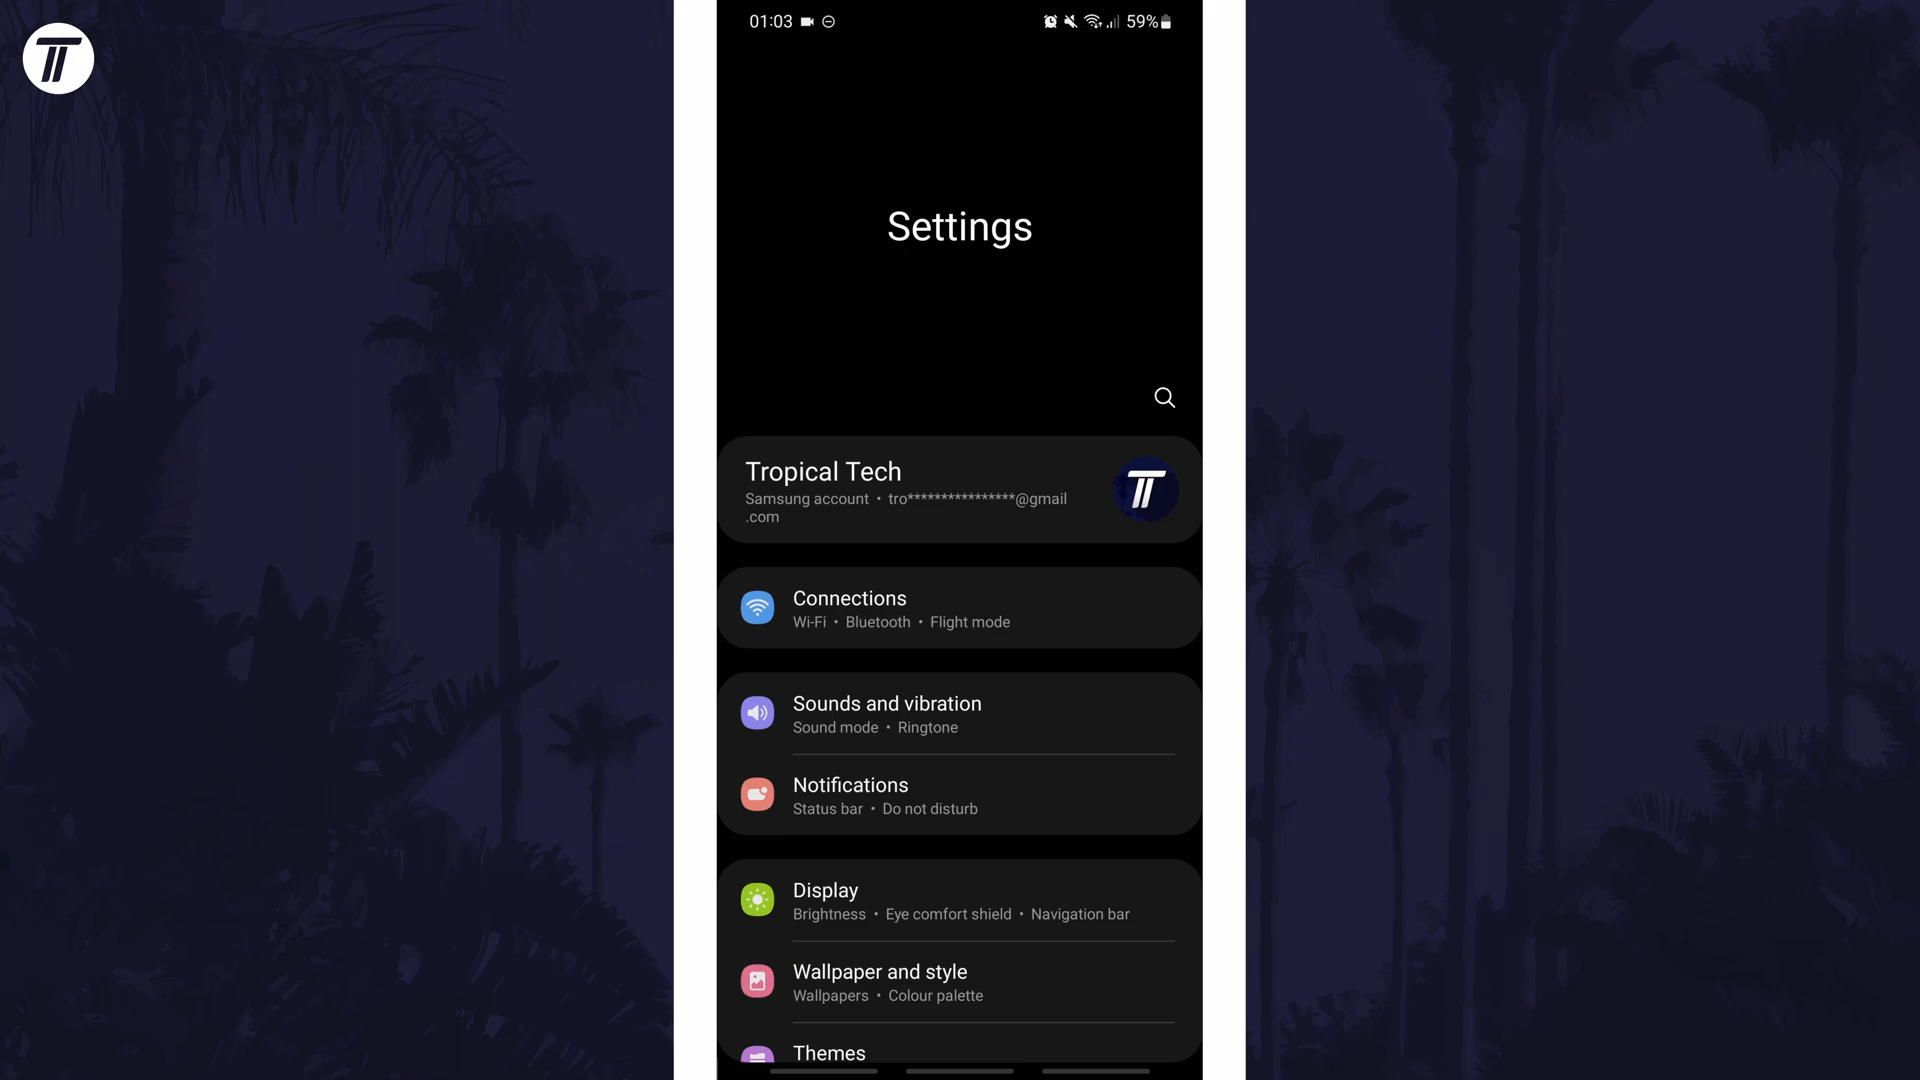 01:03
59%
Settings
Tropical Tech
Samsung account • tro****************@gmail
.com
Connections
Wi-Fi • Bluetooth • Flight mode
Sounds and vibration
Sound mode • Ringtone
Notifications
Status bar • Do not disturb
Display
Brightness • Eye comfort shield • Navigation bar
Wallpaper and style
Wallpapers • Colour palette
Themes